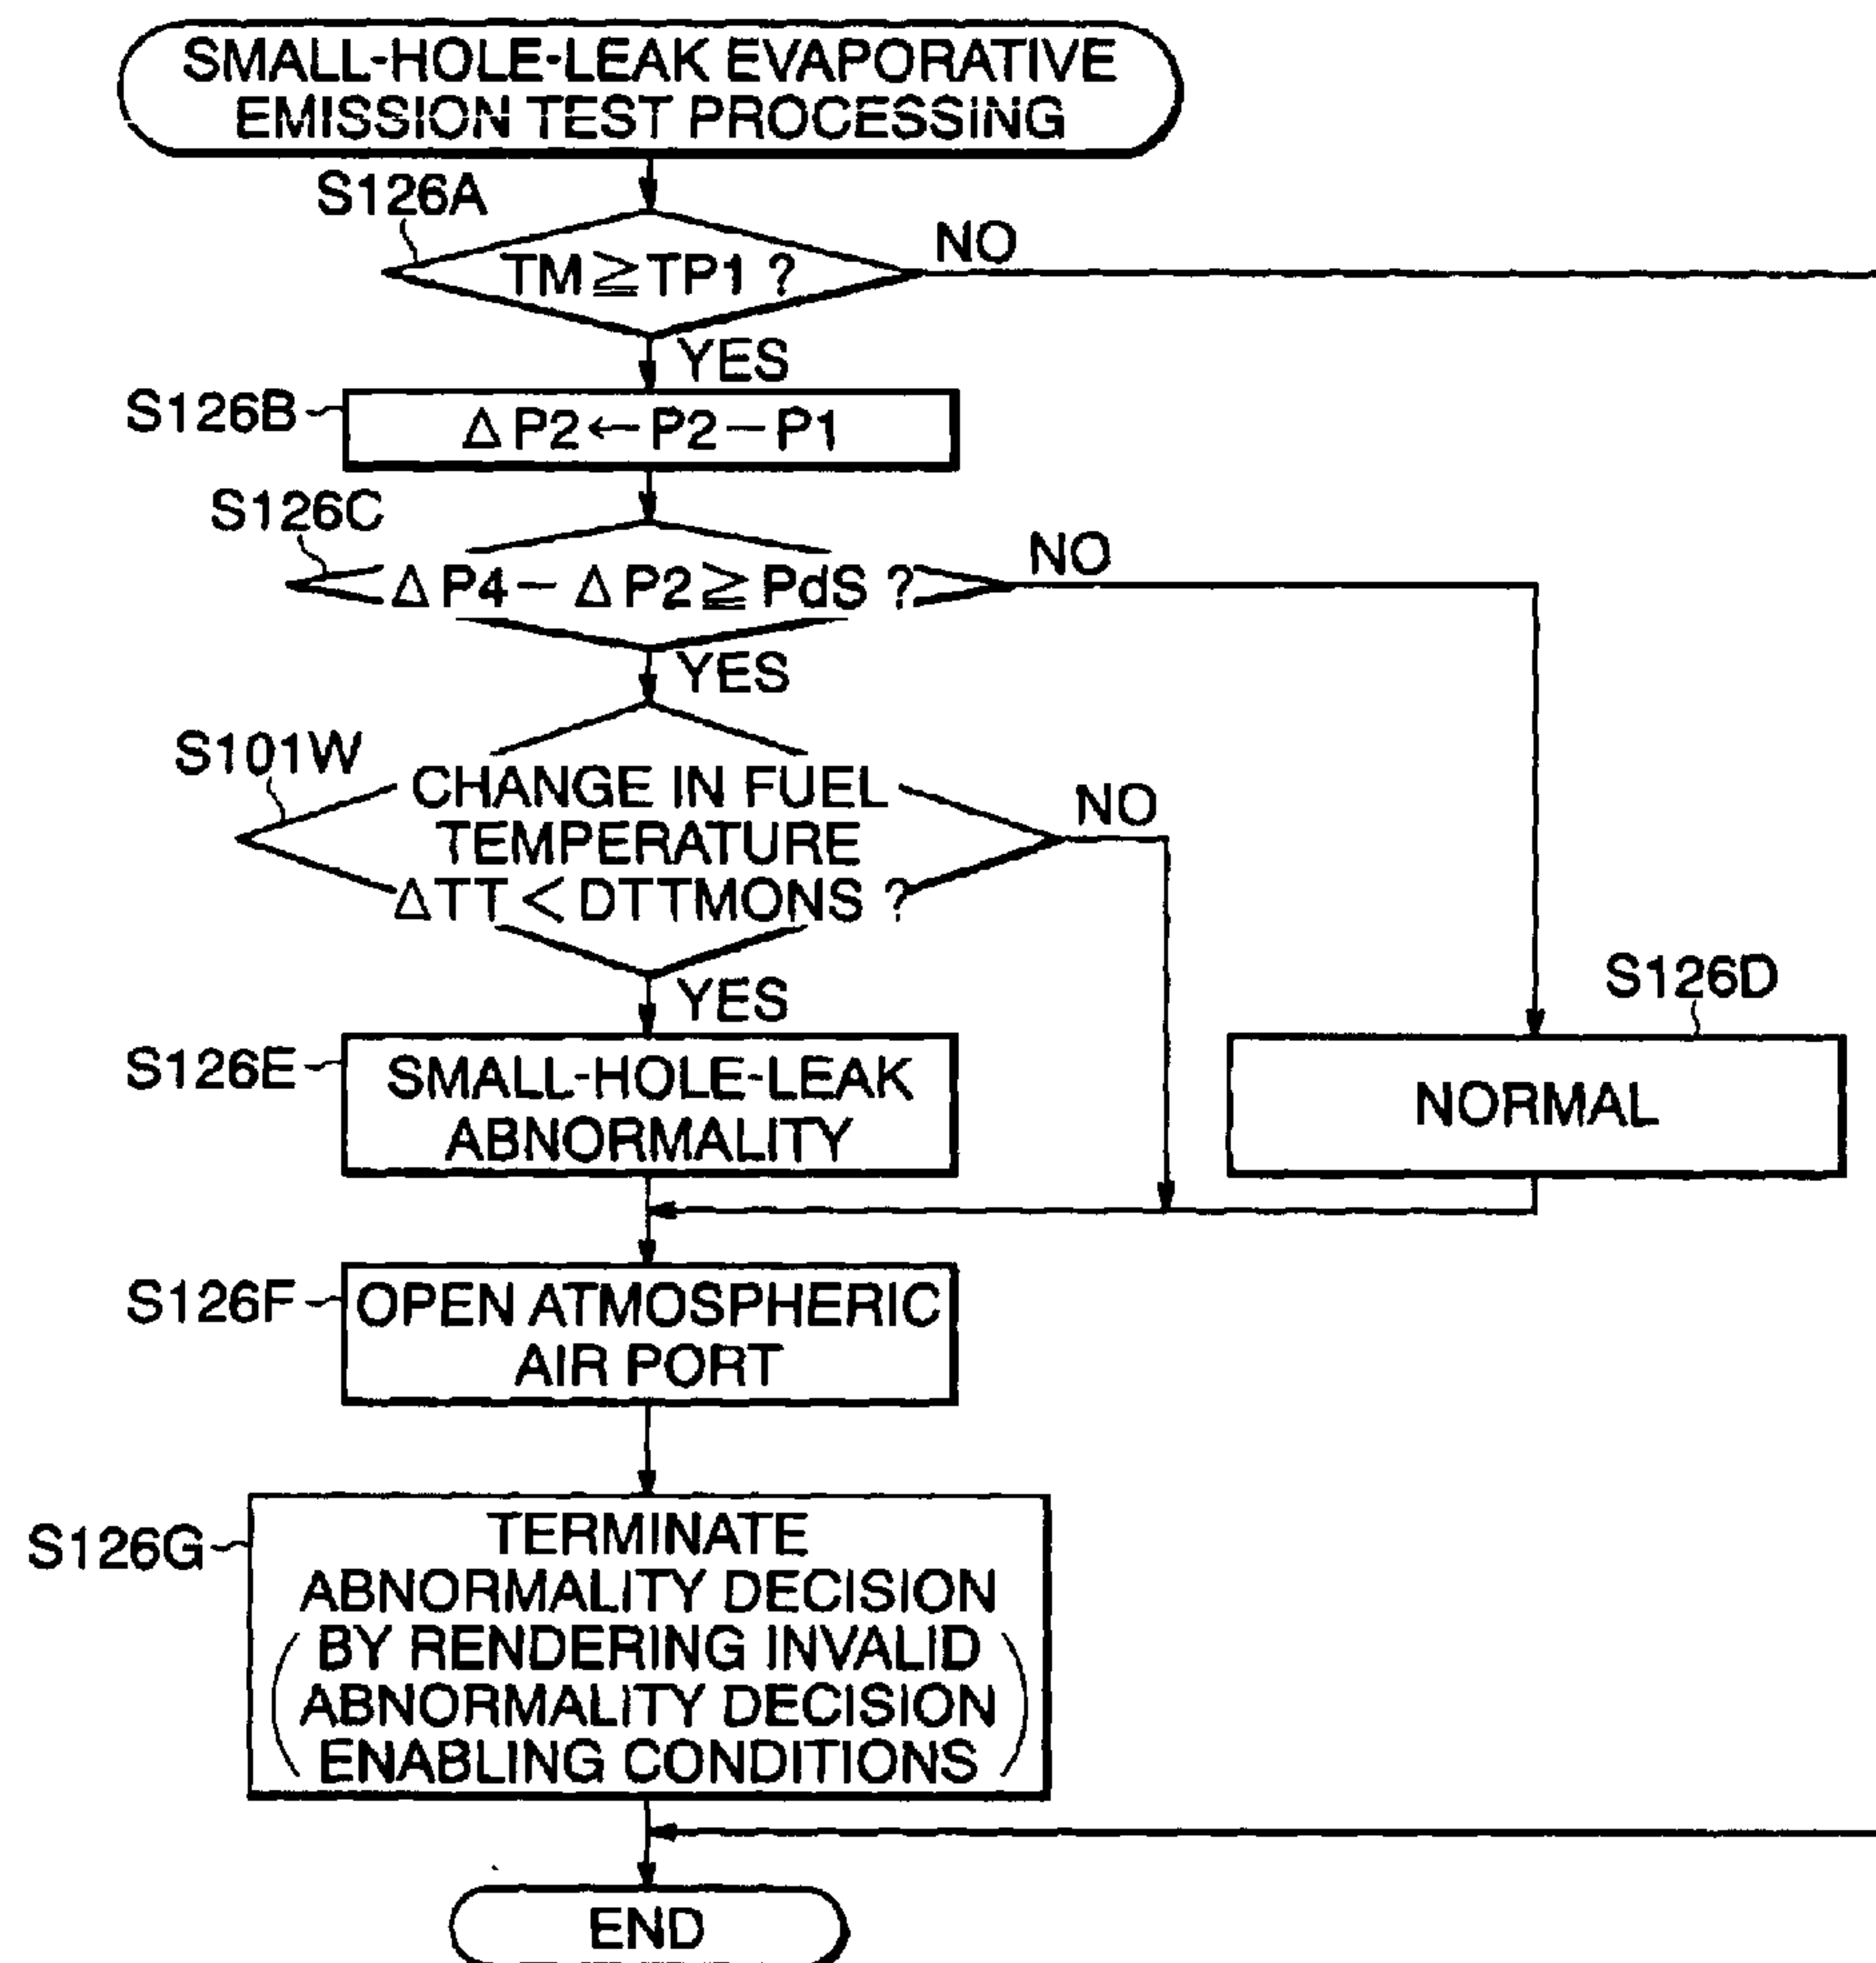 SMALL-HOLE-LEAK EVAPORATIVE
EMISSION TEST PROCESSING
S126A
TM≧TP1 ?
NO
YES
S126B
ΔP2←P2−P1
S126C
ΔP4− ΔP2≧PdS ?
NO
YES
S101W
CHANGE IN FUEL
TEMPERATURE
ΔTT<DTTMONS ?
NO
YES
S126D
NORMAL
S126E
SMALL-HOLE-LEAK
ABNORMALITY
S126F
OPEN ATMOSPHERIC
AIR PORT
S126G
TERMINATE
ABNORMALITY DECISION
(BY RENDERING INVALID
ABNORMALITY DECISION
ENABLING CONDITIONS)
END